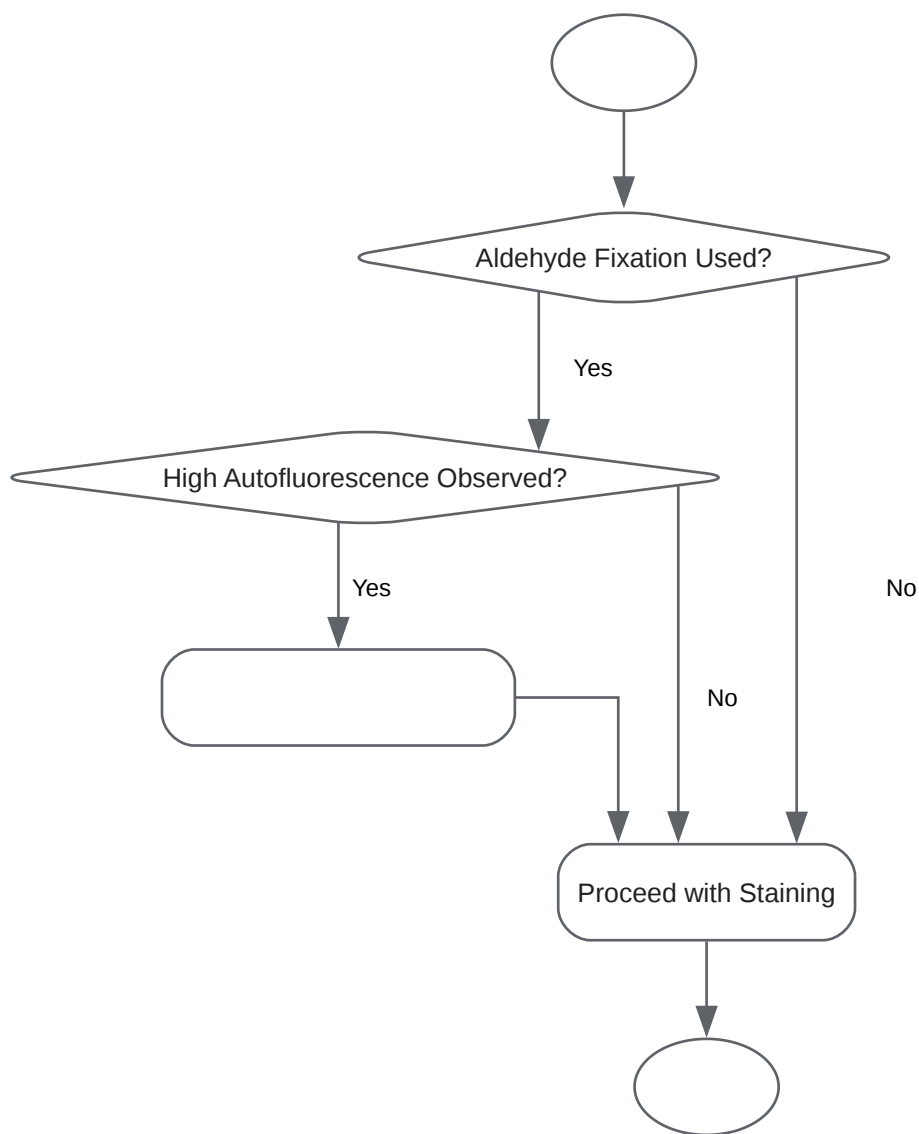 Aldehyde Fixation Used?
Yes
High Autofluorescence Observed?
Yes
No
No
Proceed with Staining